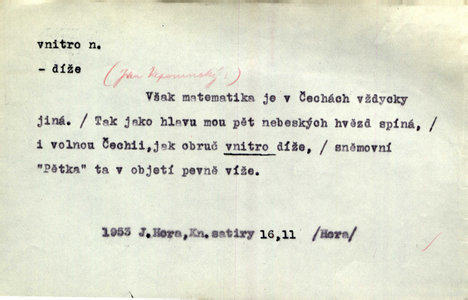 vnitro n.
- díže (Jan Nepomucký)
Však matematika je v Čechách vždycky
jiná. / Tak jako hlavu mou pět nebeských hvězd spíná, /
i volnou Čechii,jak obruč vnitro díže, / sněmovní
"Pětka" ta v objetí pevně víže.
1953 J.Hora,Kn.satiry 16,11 /Hora/